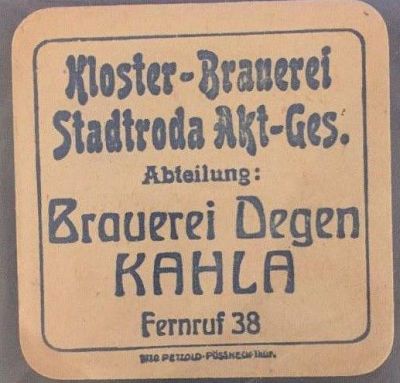 Kloster-Brauerei
Stadtroda Akt-Ges.
Abteilung:
Brauerei Degen
KAHLA
Fernruf 38
PETZOLD-PÖSSNECK THÜR.